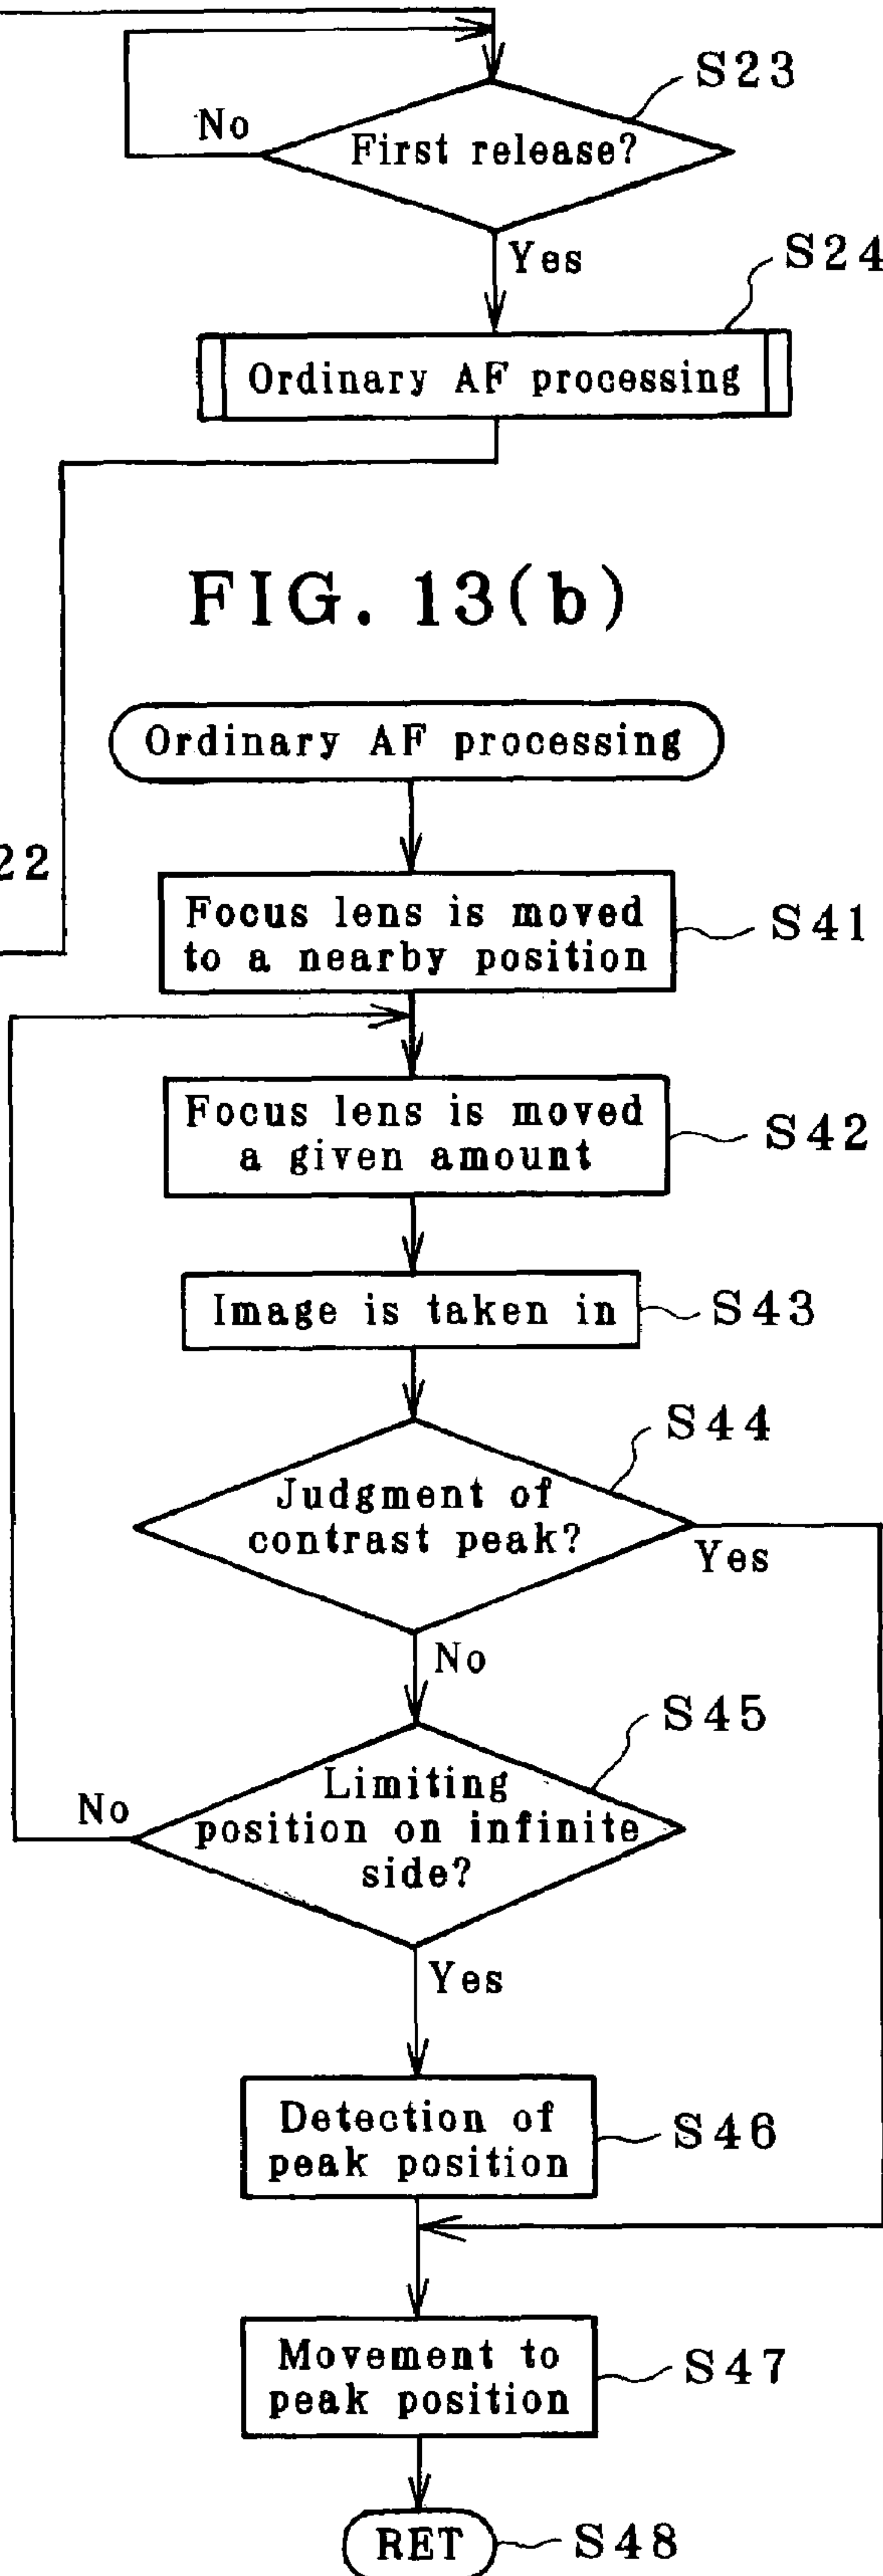 S23
No
First release?
Yes
S24
Ordinary AF processing
FIG. 13(b)
Ordinary AF processing
22
Focus lens is moved
to a nearby position
S41
Focus lens is moved
a given amount
S42
Image is taken in
S43
S44
Judgment of
contrast peak?
Yes
No
S45
Limiting
No
position on infinite
side?
Yes
Detection of
peak position
S46
Movement to
peak position
S47
RET
S48